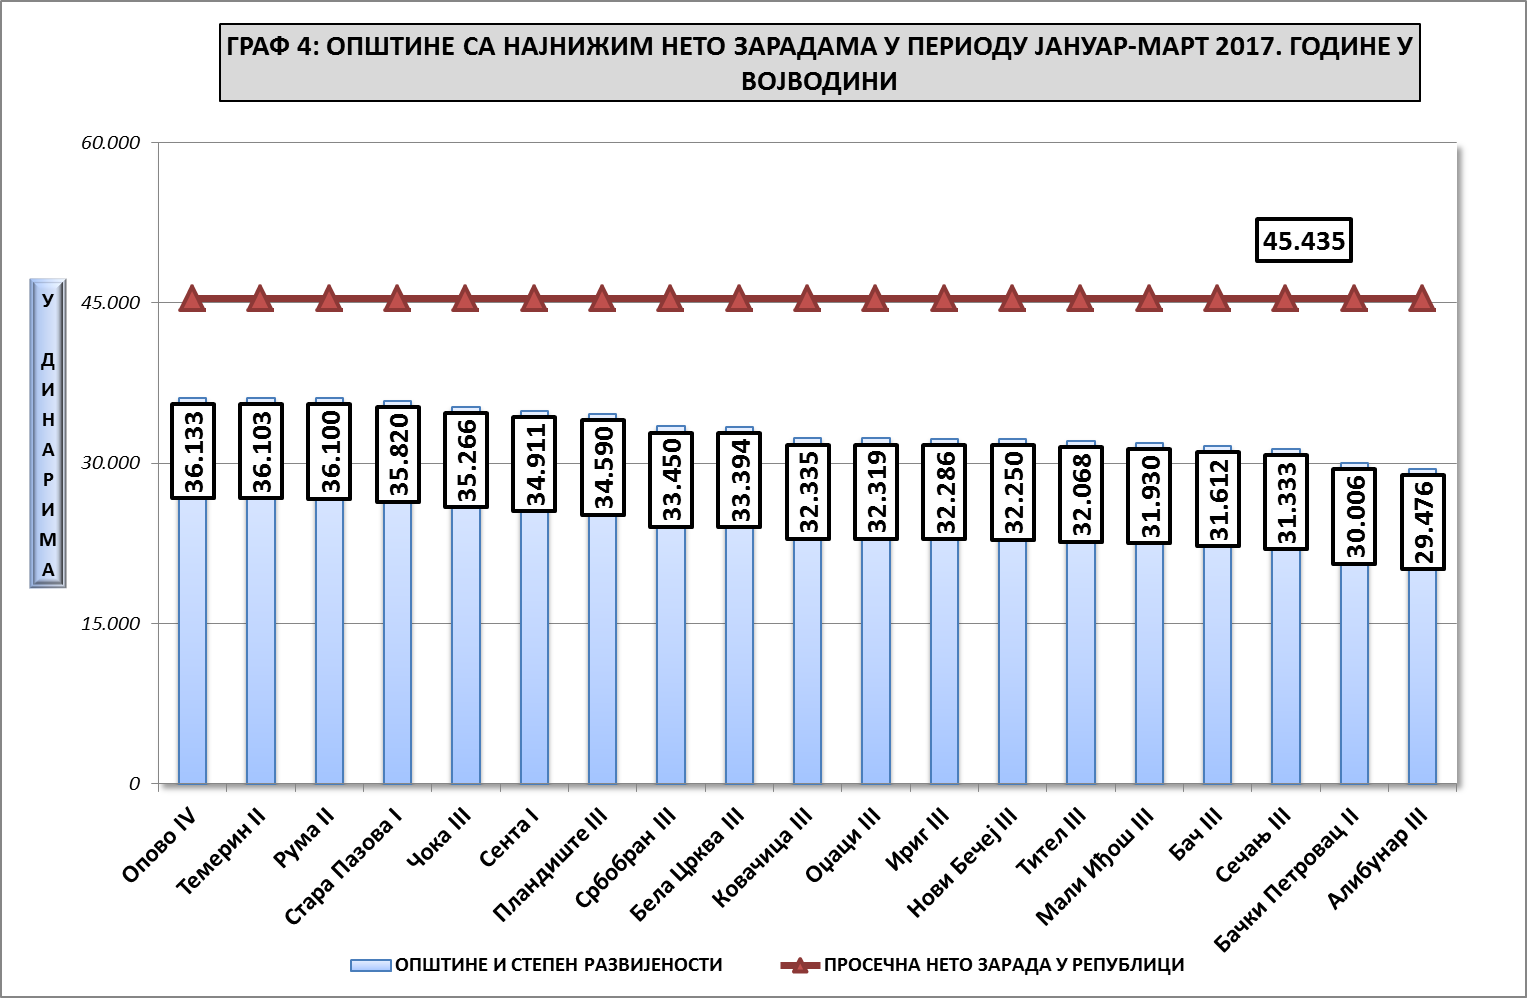 ГРАФ 4: ОПШТИНЕ СА НАЈНИЖИМ НЕТО ЗАРАДАМА У ПЕРИОДУ ЈАНУАР-МАРТ 2017. ГОДИНЕ У
ВОЈВОДИНИ
60.000
45.000
30.000
15.000
0
У ДИНАРИМА
45.435
36.133
36.103
36.100
35.820
35.266
34.911
34.590
33.450
33.394
32.335
32.319
32.286
32.250
32.068
31.930
31.612
31.333
30.006
29.476
Опово IV
Темерин II
Рума II
Стара Пазова I
Чока III
Сента I
Пландиште III
Србобран III
Бела Црква III
Ковачица III
Оџаци III
Ириг III
Нови Бечеј III
Тител III
Мали Иђош III
Бач III
Сечањ III
Бачки Петровац II
Алибунар III
ОПШТИНЕ И СТЕПЕН РАЗВИЈЕНОСТИ
ПРОСЕЧНА НЕТО ЗАРАДА У РЕПУБЛИЦИ